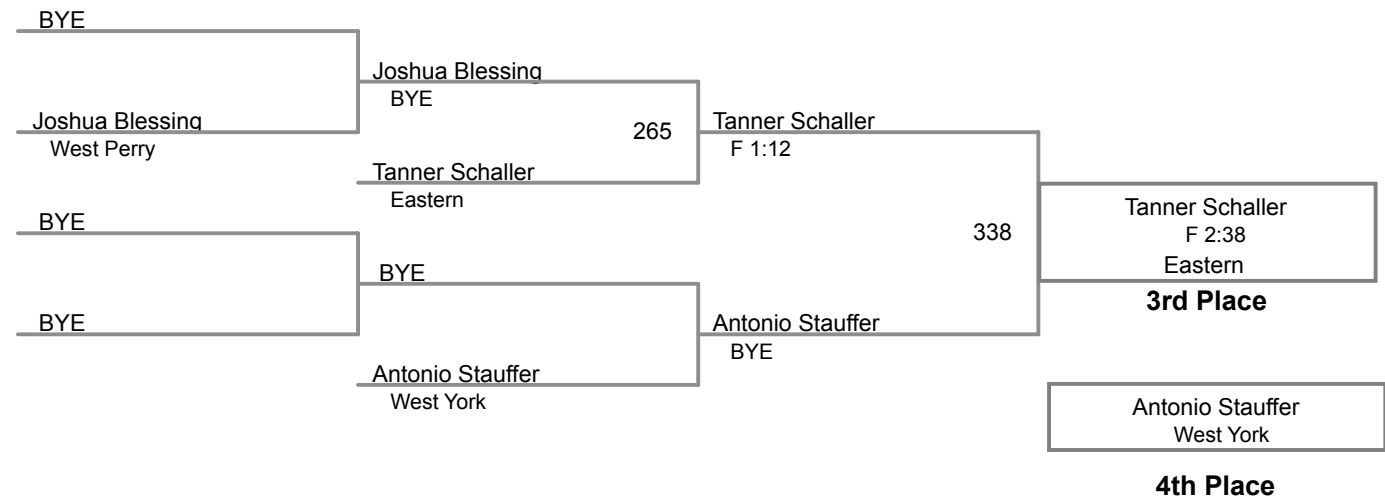 BYE
Joshua Blessing
West Perry
BYE
BYE
Joshua Blessing
BYE
Tanner Schaller
Eastern
BYE
Antonio Stauffer
West York
265
Tanner Schaller
F 1:12
Antonio Stauffer
BYE
338
Tanner Schaller
F 2:38
Eastern
3rd Place
Antonio Stauffer
West York
4th Place